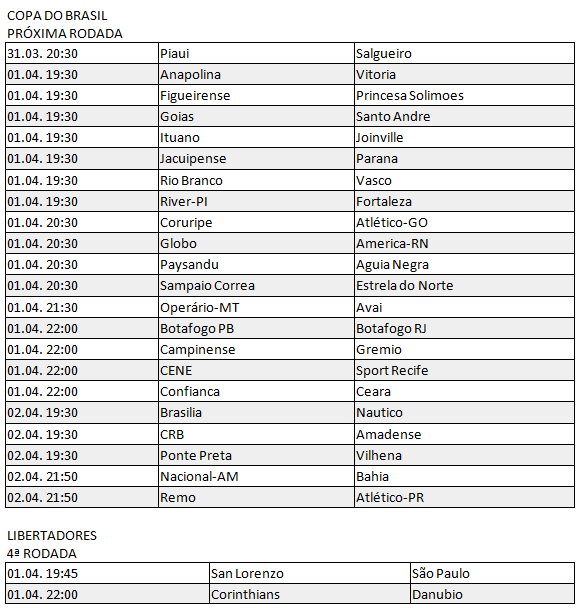 COPA DO BRASIL
PRÓXIMA RODADA
31.03. 20:30 Piaui Salgueiro
01.04. 19:30 Anapolina Vitoria
01.04. 19:30 Figueirense Princesa Solimoes
01.04. 19:30 Goias Santo Andre
01.04. 19:30 Ituano Joinville
01.04. 19:30 Jacuipense Parana
01.04. 19:30 Rio Branco Vasco
01.04. 19:30 River-PI Fortaleza
01.04. 20:30 Coruripe Atlético-GO
01.04. 20:30 Globo America-RN
01.04. 20:30 Paysandu Aguia Negra
01.04. 20:30 Sampaio Correa Estrela do Norte
01.04. 21:30 Operário-MT Avai
01.04. 22:00 Botafogo PB Botafogo RJ
01.04. 22:00 Campinense Gremio
01.04. 22:00 CENE Sport Recife
01.04. 22:00 Confianca Ceara
02.04. 19:30 Brasilia Nautico
02.04. 19:30 CRB Amadense
02.04. 19:30 Ponte Preta Vilhena
02.04. 21:50 Nacional-AM Bahia
02.04. 21:50 Remo Atlético-PR
LIBERTADORES
4ª RODADA
01.04. 19:45 San Lorenzo São Paulo
01.04. 22:00 Corinthians Danubio